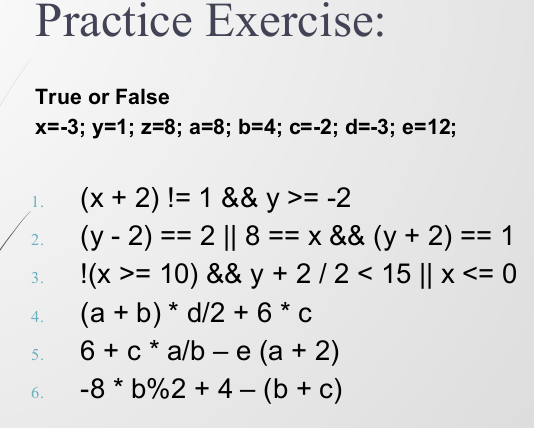 Practice Exercise:
True or False
x=-3; y=1; z=8; a=8; b=4; c=-2; d=-3; e=12;
1. (x + 2) != 1 && y >= -2
2. (y - 2) == 2 || 8 == x && (y + 2) == 1
3. !(x >= 10) && y + 2 / 2 < 15 || x <= 0
4. (a + b) * d/2 + 6 * c
5. 6 + c * a/b – e (a + 2)
6. -8 * b%2 + 4 – (b + c)